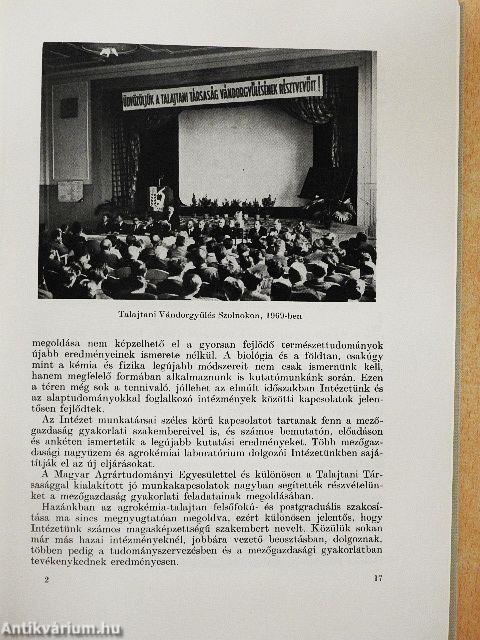 ÜDVÖZÖLJÜK A TALAJTANI TÁRSASÁG VÁNDORGYŰLÉSÉNEK RÉSZTVEVŐIT !
Talajtani Vándorgyűlés Szolnokon, 1969-ben
megoldása nem képzelhető el a gyorsan fejlődő természettudományok
újabb eredményeinek ismerete nélkül. A biológia és a földtan, csakúgy
mint a kémia és fizika legújabb módszereit nem csak ismernünk kell,
hanem megfelelő formában alkalmaznunk is kutatómunkánk során. Ezen
a téren még sok a tennivaló, jóllehet az elmúlt időszakban Intézetünk és
az alaptudományokkal foglalkozó intézmények közötti kapcsolatok jelen-
tősen fejlődtek.
Az Intézet munkatársai széles körű kapcsolatot tartanak fenn a mező-
gazdaság gyakorlati szakembereivel is, és számos bemutatón, előadáson
és ankéten ismertetik a legújabb kutatási eredményeket. Több mezőgaz-
dasági nagyüzem és agrokémiai laboratórium dolgozói Intézetünkben sajá-
títják el az új eljárásokat.
A Magyar Agrártudományi Egyesülettel és különösen a Talajtani Tár-
sasággal kialakított jó munkakapcsolatok nagyban segítették részvételün-
ket a mezőgazdaság gyakorlati feladatainak megoldásában.
Hazánkban az agrokémia-talajtan felsőfokú- és postgraduális szakosí-
tása ma sincs megnyugtatóan megoldva, ezért különösen jelentős, hogy
Intézetünk számos magasképzettségű szakembert nevelt. Közülük sokan
már más hazai intézményeknél, jobbára vezető beosztásban, dolgoznak,
többen pedig a tudományszervezésben és a mezőgazdasági gyakorlatban
tevékenykednek eredményesen.
2 17
Antikvárium.hu